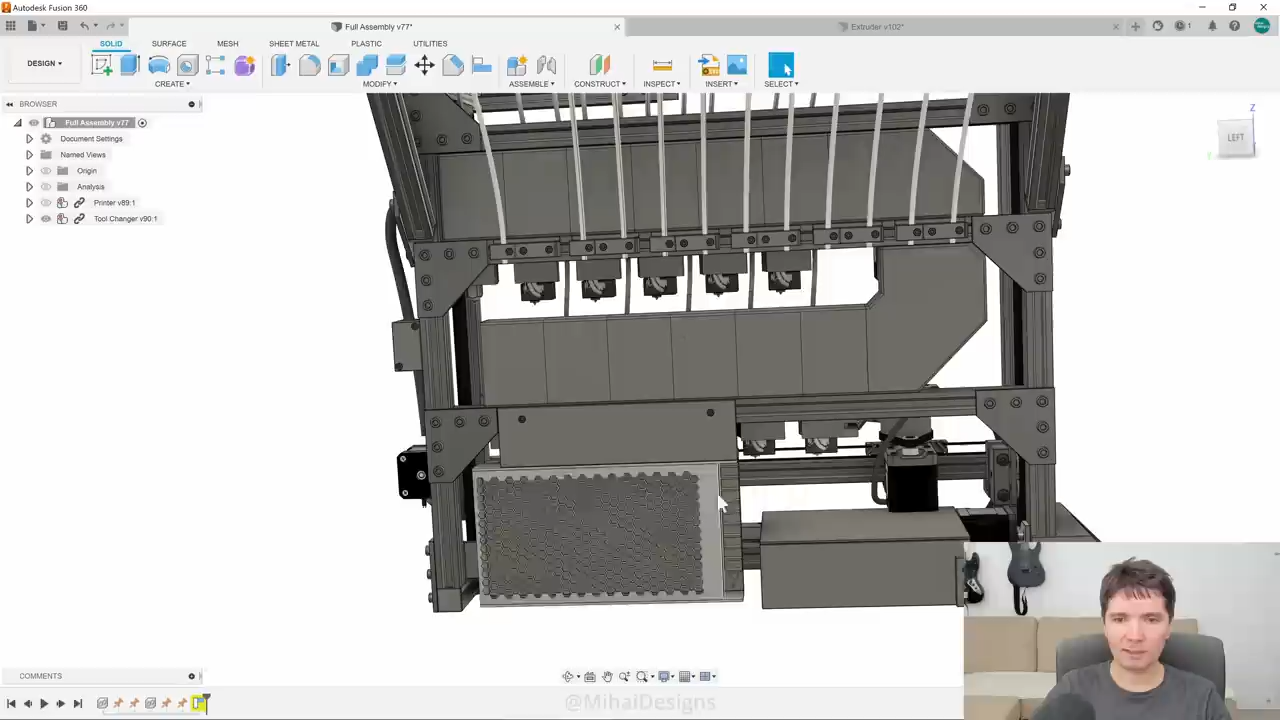 Autodesk Fusion 360
Full Assembly v77*
Extruder v102*
1
SOLID
SURFACE
MESH
SHEET METAL
PLASTIC
UTILITIES
DESIGN
CREATE
MODIFY
ASSEMBLE
CONSTRUCT
INSPECT
INSERT
SELECT
BROWSER
Full Assembly v77
Document Settings
Named Views
Origin
Analysis
Printer v89:1
Tool Changer v90:1
Z
LEFT
COMMENTS
@MihaiDesigns